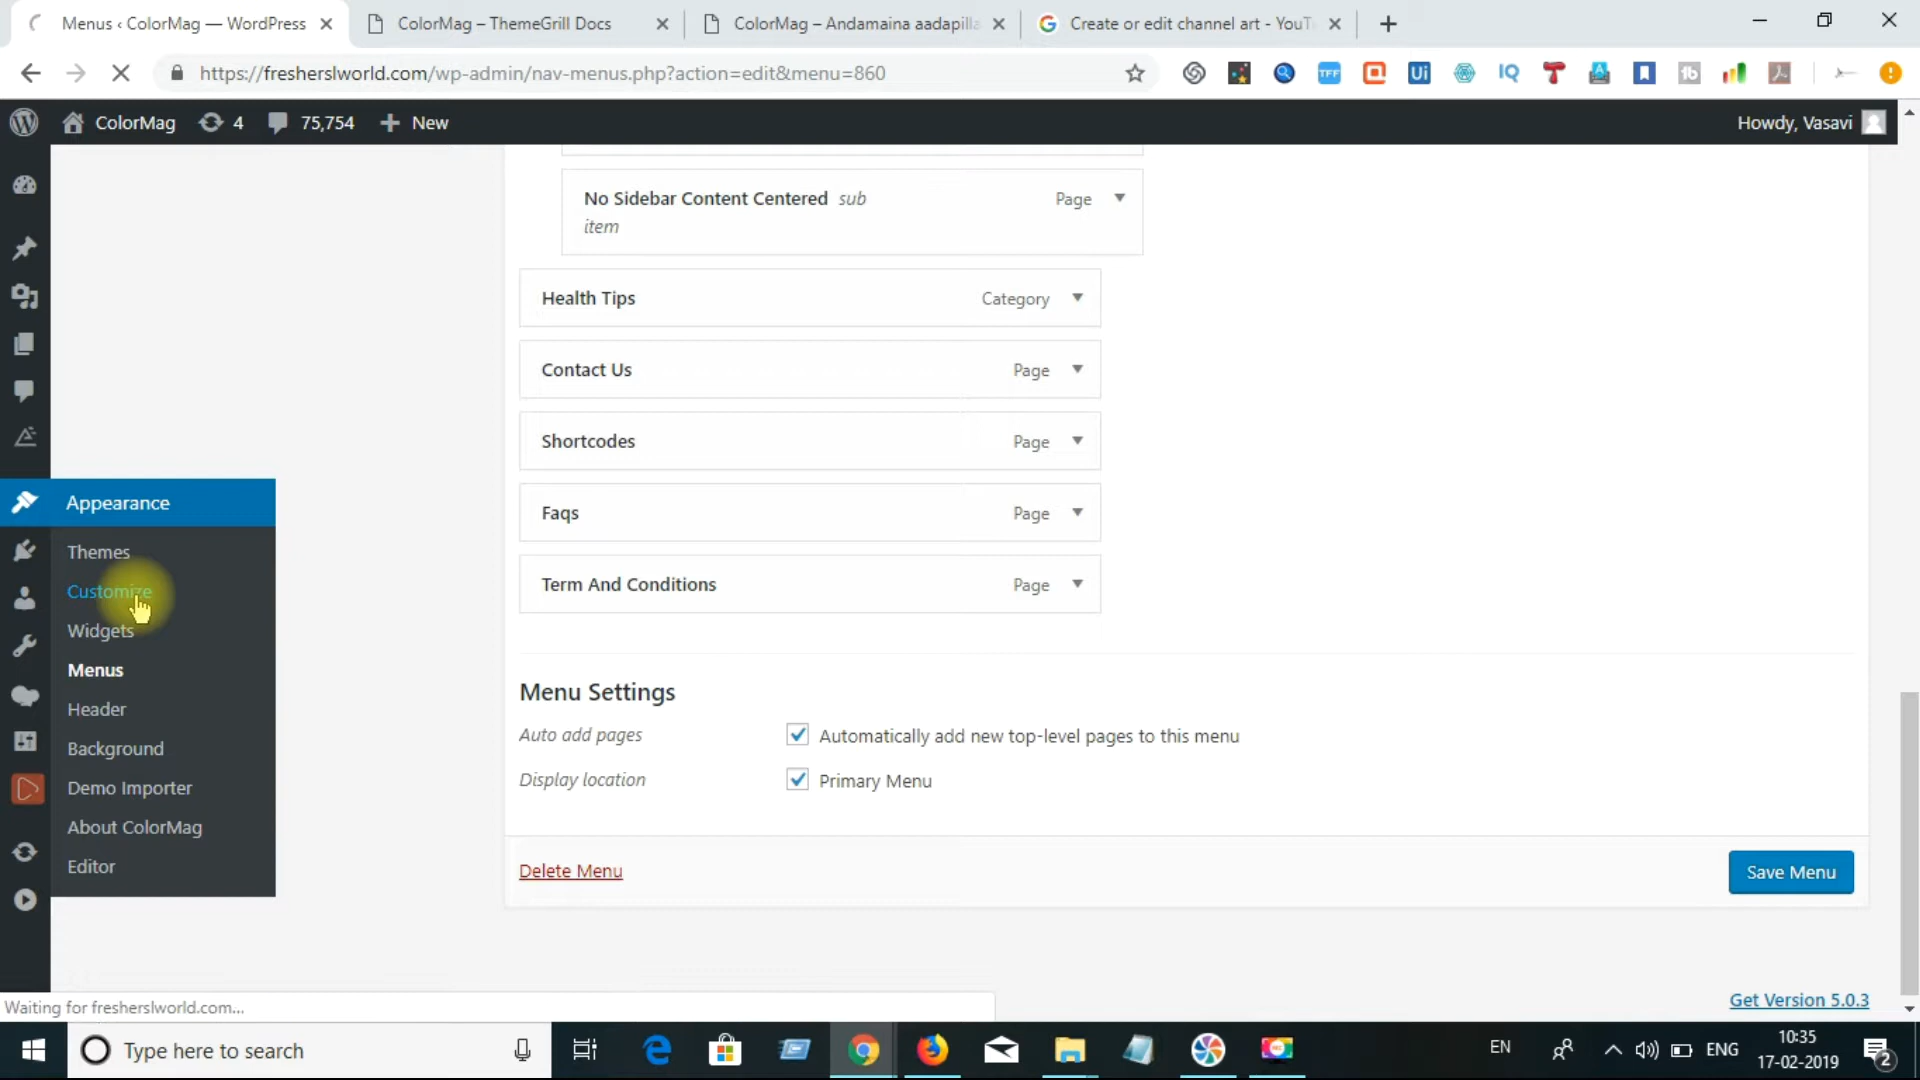 Menus ‹ ColorMag — WordPress
ColorMag – ThemeGrill Docs
ColorMag – Andamaina aadapilla
Create or edit channel art - YouT
https://fresherslworld.com/wp-admin/nav-menus.php?action=edit&menu=860
ColorMag
4
75,754
New
Howdy, Vasavi
No Sidebar Content Centered sub
item
Page
Health Tips
Category
Contact Us
Page
Shortcodes
Page
Faqs
Page
Term And Conditions
Page
Appearance
Themes
Customize
Widgets
Menus
Header
Background
Demo Importer
About ColorMag
Editor
Menu Settings
Auto add pages
Automatically add new top-level pages to this menu
Display location
Primary Menu
Delete Menu
Save Menu
Get Version 5.0.3
Waiting for fresherslworld.com...
Type here to search
EN
ENG
10:35
17-02-2019
2